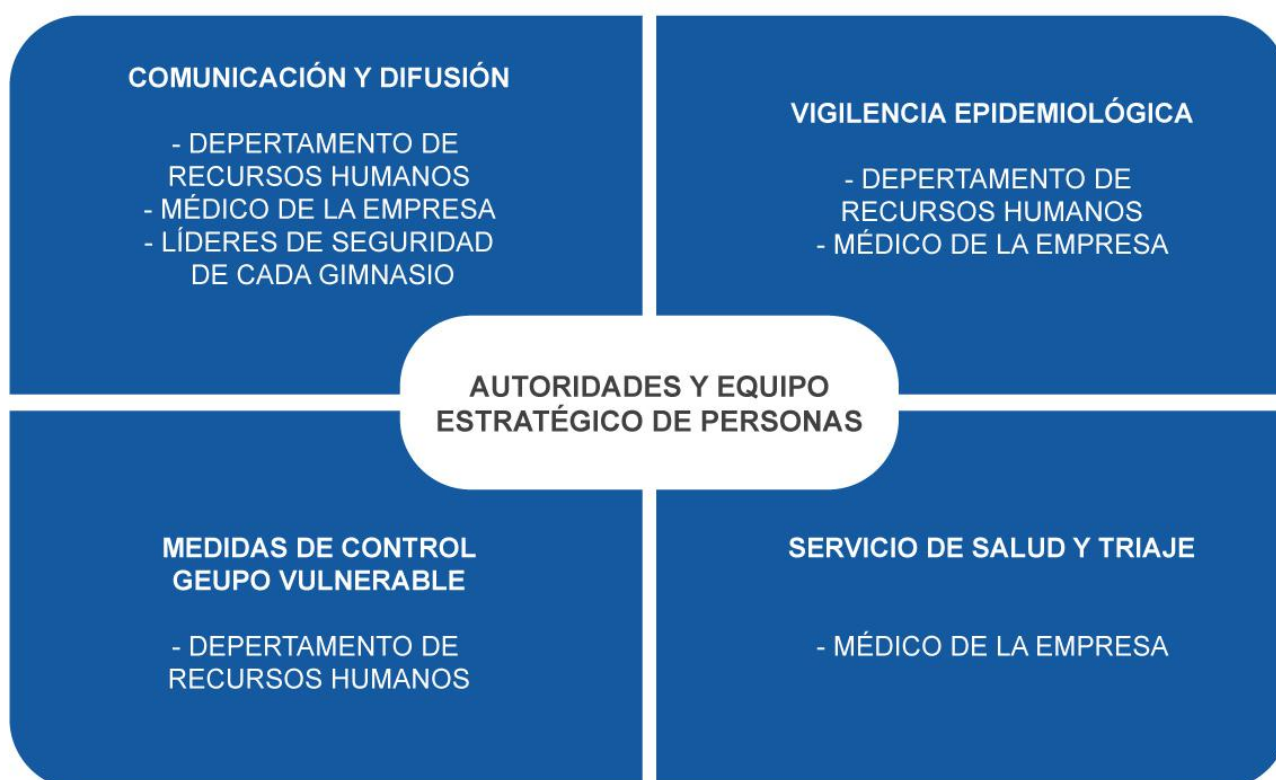 COMUNICACIÓN Y DIFUSIÓN
- DEPERTAMENTO DE
RECURSOS HUMANOS
- MÉDICO DE LA EMPRESA
- LÍDERES DE SEGURIDAD
DE CADA GIMNASIO
VIGILENCIA EPIDEMIOLÓGICA
- DEPERTAMENTO DE
RECURSOS HUMANOS
- MÉDICO DE LA EMPRESA
AUTORIDADES Y EQUIPO
ESTRATÉGICO DE PERSONAS
MEDIDAS DE CONTROL
GEUPO VULNERABLE
- DEPERTAMENTO DE
RECURSOS HUMANOS
SERVICIO DE SALUD Y TRIAJE
- MÉDICO DE LA EMPRESA